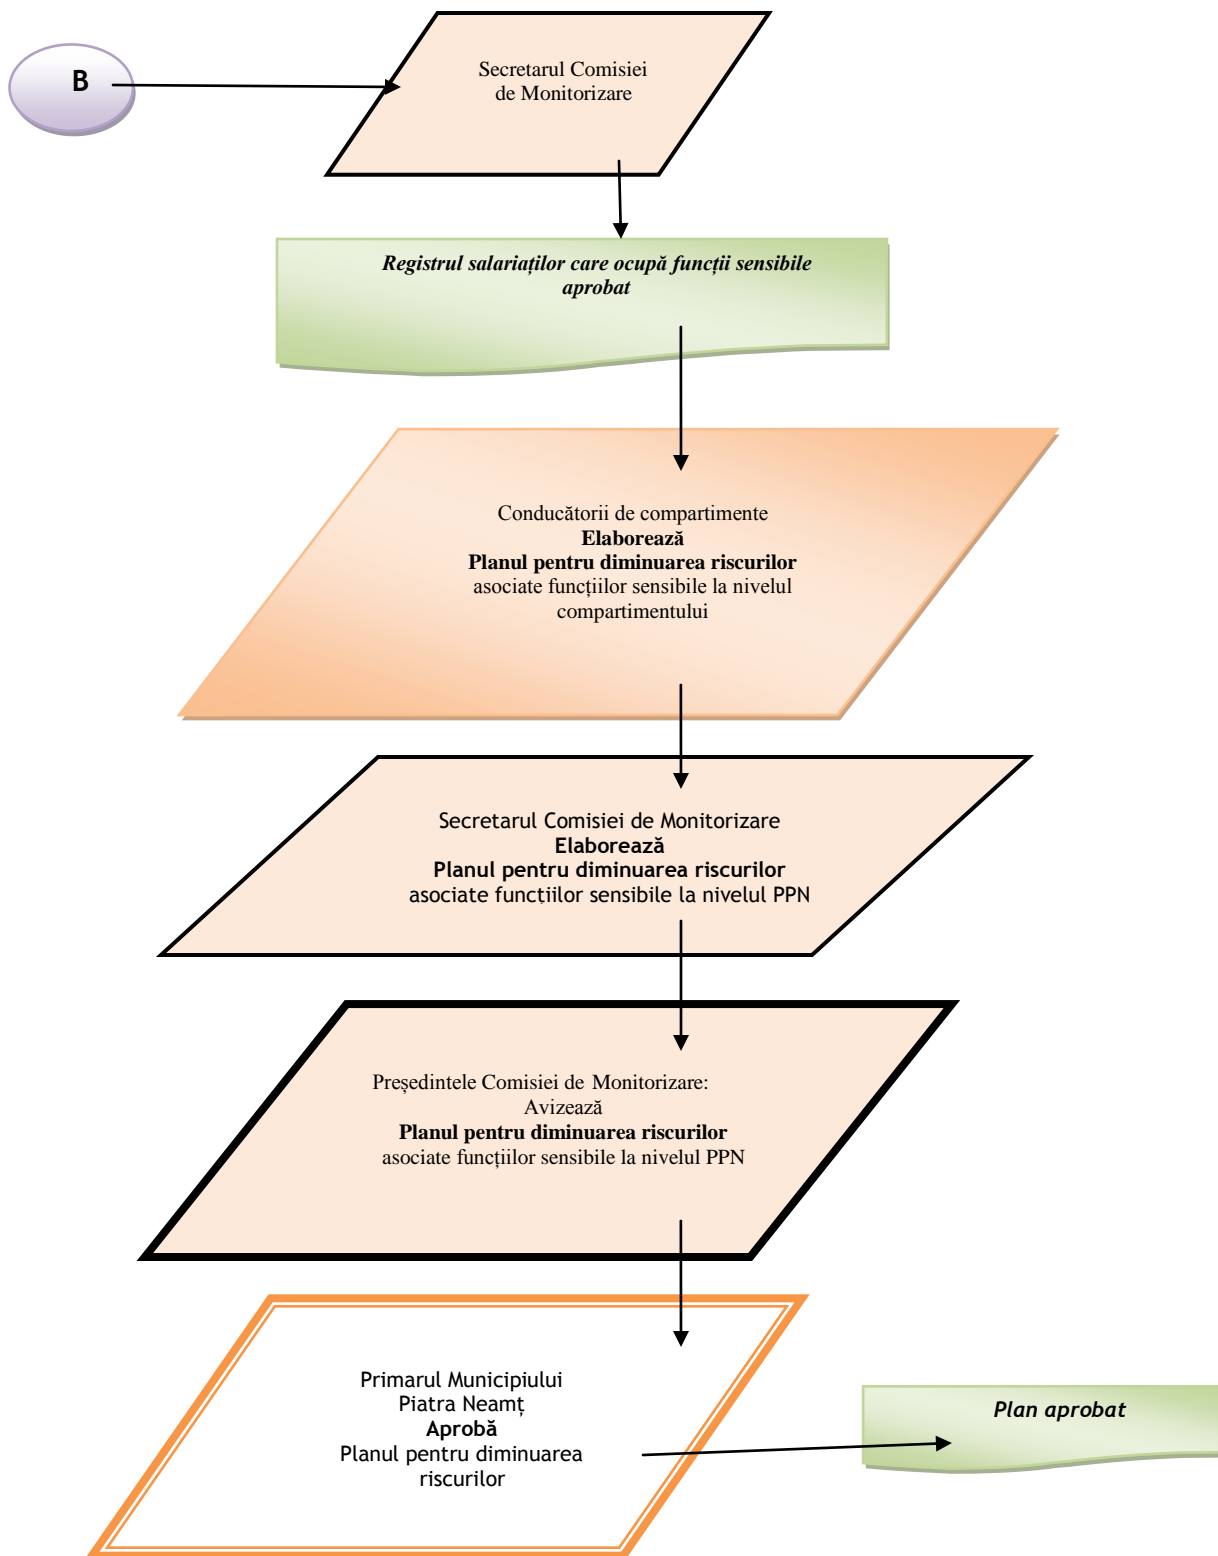 B
Secretarul Comisiei
de Monitorizare
Registrul salariaților care ocupă funcții sensibile
aprobat
Conducătorii de compartimente
Elaborează
Planul pentru diminuarea riscurilor
asociate funcțiilor sensibile la nivelul
compartimentului
Secretarul Comisiei de Monitorizare
Elaborează
Planul pentru diminuarea riscurilor
asociate funcțiilor sensibile la nivelul PPN
Președintele Comisiei de Monitorizare:
Avizează
Planul pentru diminuarea riscurilor
asociate funcțiilor sensibile la nivelul PPN
Primarul Municipiului
Piatra Neamț
Aprobă
Planul pentru diminuarea
riscurilor
Plan aprobat